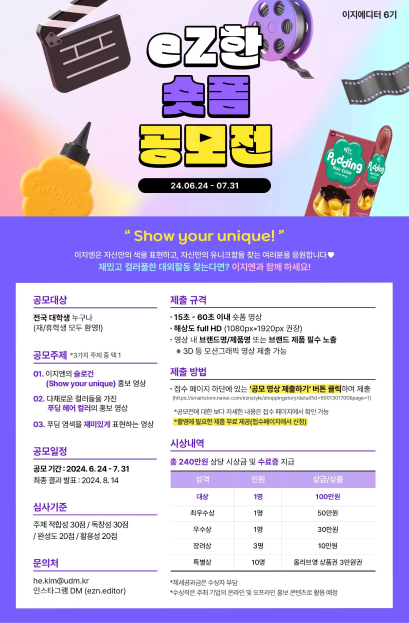 이지에디터 6기
eZ한
숏폼
공모전
24.06.24 - 07.31
Pudding
Hair Color
Pudding
“ Show your unique! ”
이지엔은 자신만의 색을 표현하고, 자신만의 유니크함을 찾는 여러분을 응원합니다♥
재밌고 컬러풀한 대외활동 찾는다면? 이지엔과 함께 하세요!
공모대상
전국 대학생 누구나
(재/휴학생 모두 환영!)
공모주제 *3가지 주제 중 택 1
01. 이지엔의 슬로건
(Show your unique) 홍보 영상
02. 다채로운 컬러들을 가진
푸딩 헤어 컬러의 홍보 영상
03. 푸딩 염색을 재미있게 표현하는 영상
공모일정
공모 기간 : 2024. 6. 24 - 7. 31
최종 결과 발표 : 2024. 8. 14
심사기준
주제 적합성 30점 / 독창성 30점
/ 완성도 20점 / 활용성 20점
문의처
he.kim@udm.kr
인스타그램 DM (ezn.editor)
제출 규격
· 15초 - 60초 이내 숏폼 영상
· 해상도 full HD (1080px*1920px 권장)
· 영상 내 브랜드명/제품명 또는 브랜드 제품 필수 노출
※ 3D 등 모션그래픽 영상 제출 가능
제출 방법
· 접수 페이지 하단에 있는 '공모 영상 제출하기' 버튼 클릭하여 제출
*공모전에 대한 보다 자세한 내용은 접수 페이지에서 확인 가능
*촬영에 필요한 제품 무료 제공(접수페이지에서 신청)
시상내역
총 240만원 상당 시상금 및 수료증 지급
상격 인원 상금/상품
대상 1명 100만원
최우수상 1명 50만원
우수상 1명 30만원
장려상 3명 10만원
특별상 10명 올리브영 상품권 3만원권
*제세공과금은 수상자 부담
*수상작은 추최 기업의 온라인 및 오프라인 홍보 콘텐츠로 활용 예정